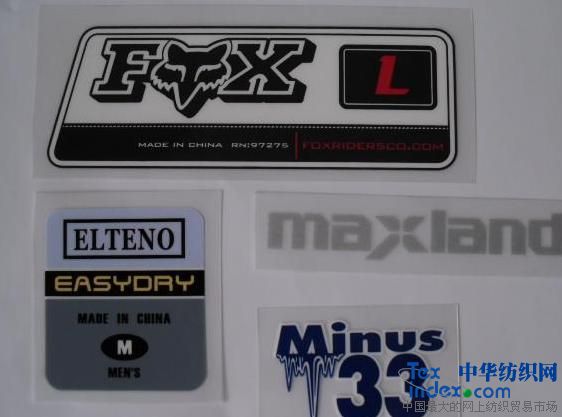 FOX
L
MADE IN CHINA RN:97275 FOXRIDERSCO.COM
ELTENO
EASYDRY
MADE IN CHINA
M
MEN'S
maxland
Minus
33
Tex 中华纺织网
Index.com
中国最大的网上纺织贸易市场